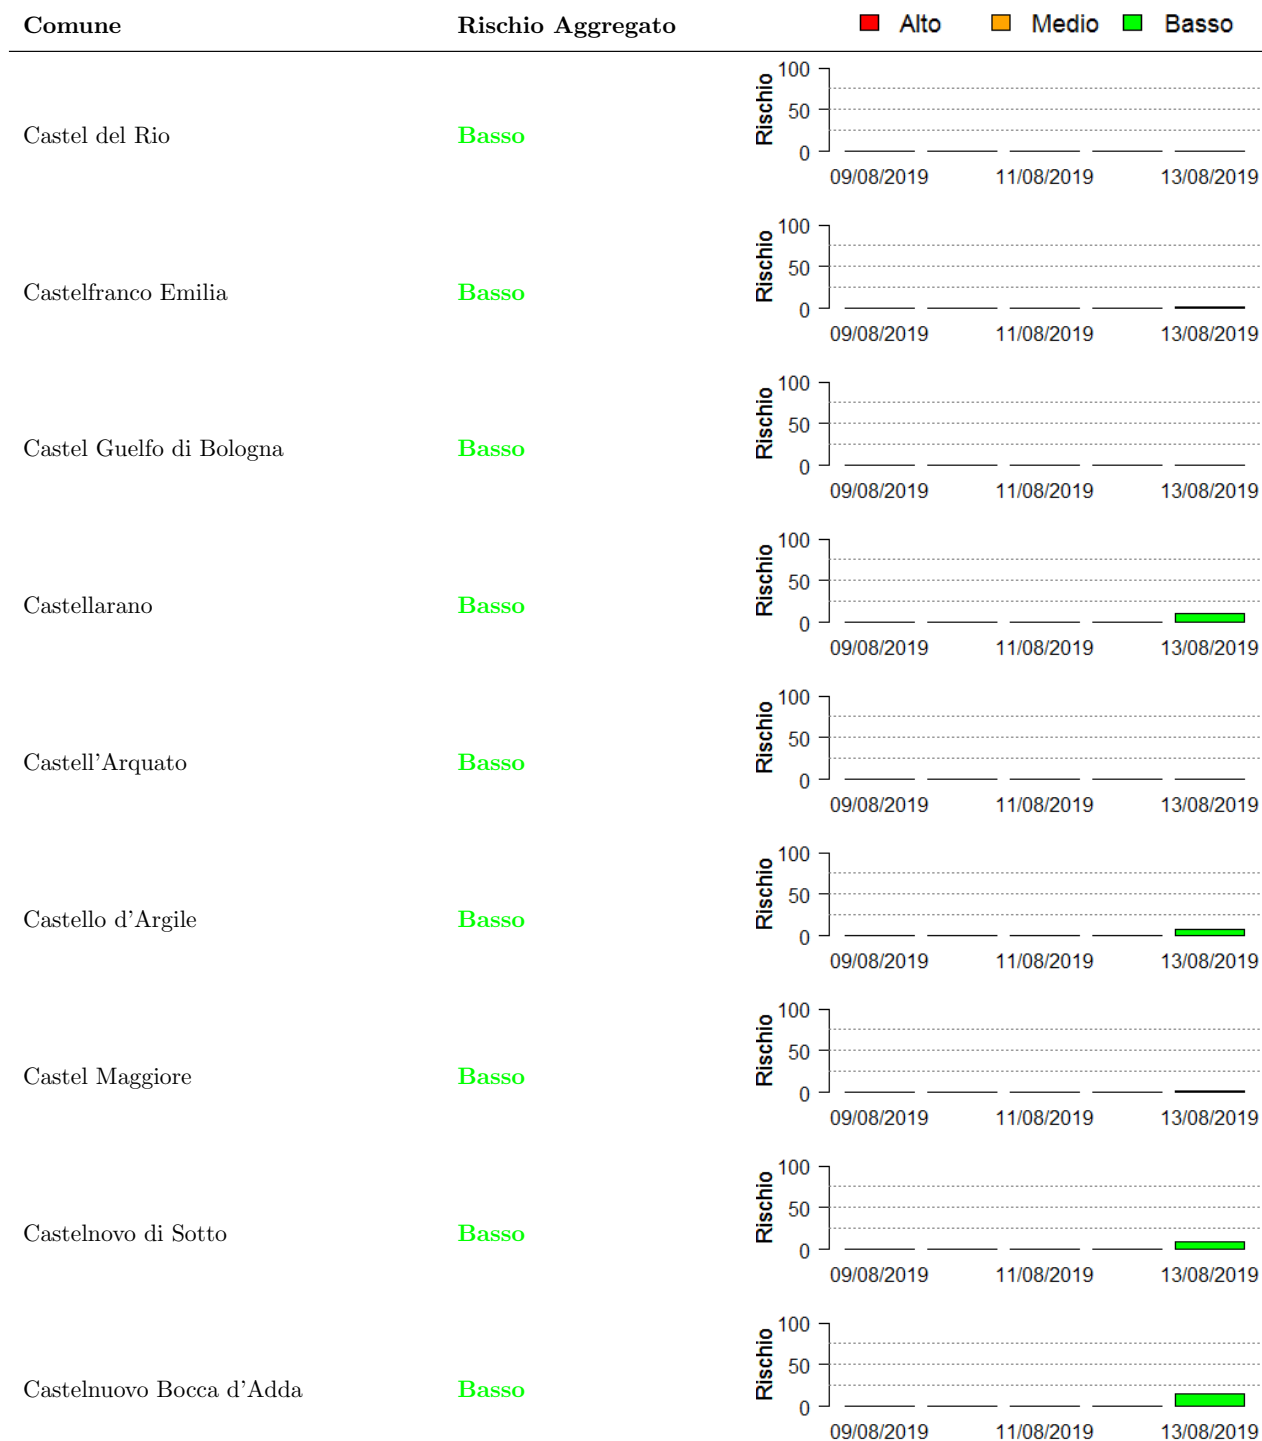 Comune Rischio Aggregato Alto Medio Basso
100
Rischio
50
Castel del Rio Basso
0
09/08/2019 11/08/2019 13/08/2019
100
Rischio
50
Castelfranco Emilia Basso
0
09/08/2019 11/08/2019 13/08/2019
100
Rischio
50
Castel Guelfo di Bologna Basso
0
09/08/2019 11/08/2019 13/08/2019
100
Rischio
50
Castellarano Basso
0
09/08/2019 11/08/2019 13/08/2019
100
Rischio
50
Castell'Arquato Basso
0
09/08/2019 11/08/2019 13/08/2019
100
Rischio
50
Castello d'Argile Basso
0
09/08/2019 11/08/2019 13/08/2019
100
Rischio
50
Castel Maggiore Basso
0
09/08/2019 11/08/2019 13/08/2019
100
Rischio
50
Castelnovo di Sotto Basso
0
09/08/2019 11/08/2019 13/08/2019
100
Rischio
50
Castelnuovo Bocca d'Adda Basso
0
09/08/2019 11/08/2019 13/08/2019